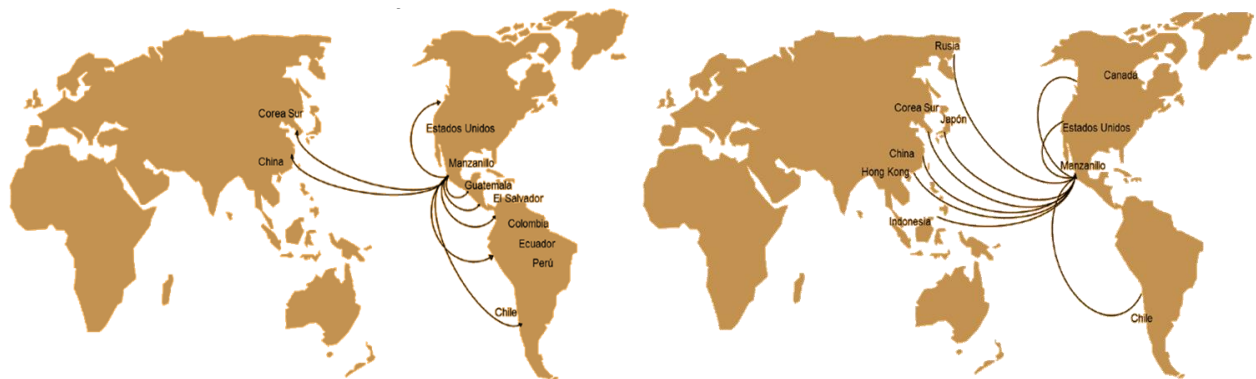 Corea Sur
China
Estados Unidos
Manzanillo
Guatemala
El Salvador
Colombia
Ecuador
Perú
Chile
Rusia
Canadá
Corea Sur
Japón
Estados Unidos
China
Manzanillo
Hong Kong
Indonesia
Chile